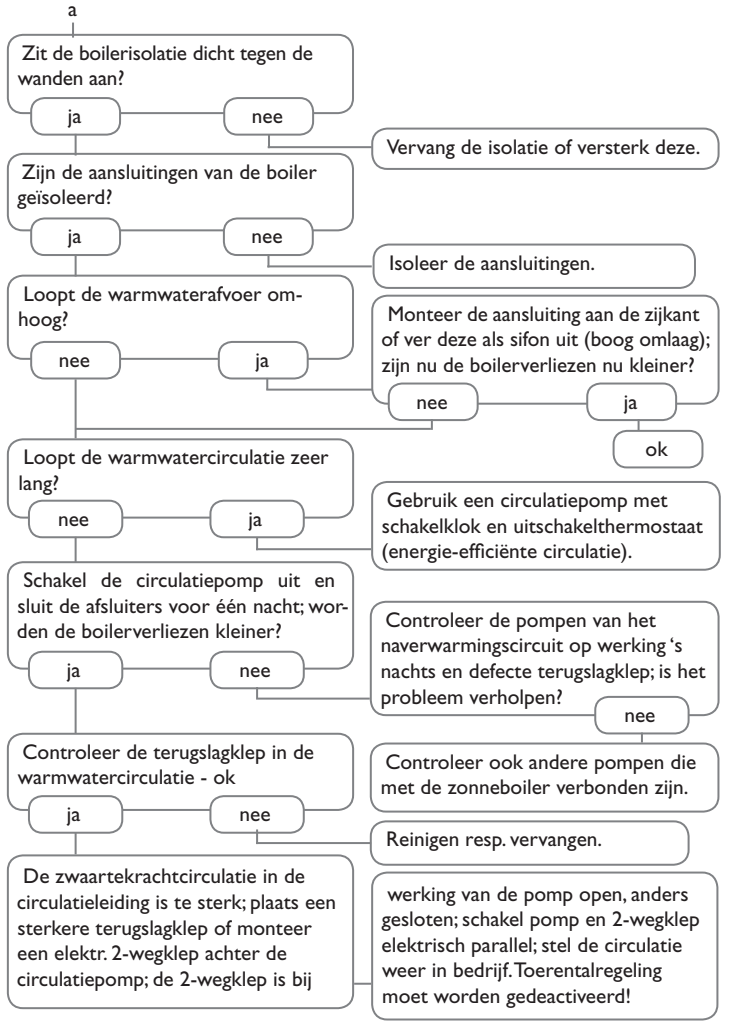 a
Zit de boilerisolatie dicht tegen de
wanden aan?
ja
nee
Vervang de isolatie of versterk deze.
Zijn de aansluitingen van de boiler
geïsoleerd?
ja
nee
Isoleer de aansluitingen.
Loopt de warmwaterafvoer om-
hoog?
nee
ja
Monteer de aansluiting aan de zijkant
of ver deze als sifon uit (boog omlaag);
zijn nu de boilerverliezen nu kleiner?
nee
ja
ok
Loopt de warmwatercirculatie zeer
lang?
nee
ja
Gebruik een circulatiepomp met
schakelklok en uitschakelthermostaat
(energie-efficiënte circulatie).
Schakel de circulatiepomp uit en
sluit de afsluiters voor één nacht; wor-
den de boilerverliezen kleiner?
ja
nee
Controleer de pompen van het
naverwarmingscircuit op werking 's
nachts en defecte terugslagklep; is het
probleem verholpen?
nee
Controleer ook andere pompen die
met de zonneboiler verbonden zijn.
Controleer de terugslagklep in de
warmwatercirculatie - ok
ja
nee
Reinigen resp. vervangen.
De zwaartekrachtcirculatie in de
circulatieleiding is te sterk; plaats een
sterkere terugslagklep of monteer
een elektr. 2-wegklep achter de
circulatiepomp; de 2-wegklep is bij
werking van de pomp open, anders
gesloten; schakel pomp en 2-wegklep
elektrisch parallel; stel de circulatie
weer in bedrijf. Toerentalregeling
moet worden gedeactiveerd!